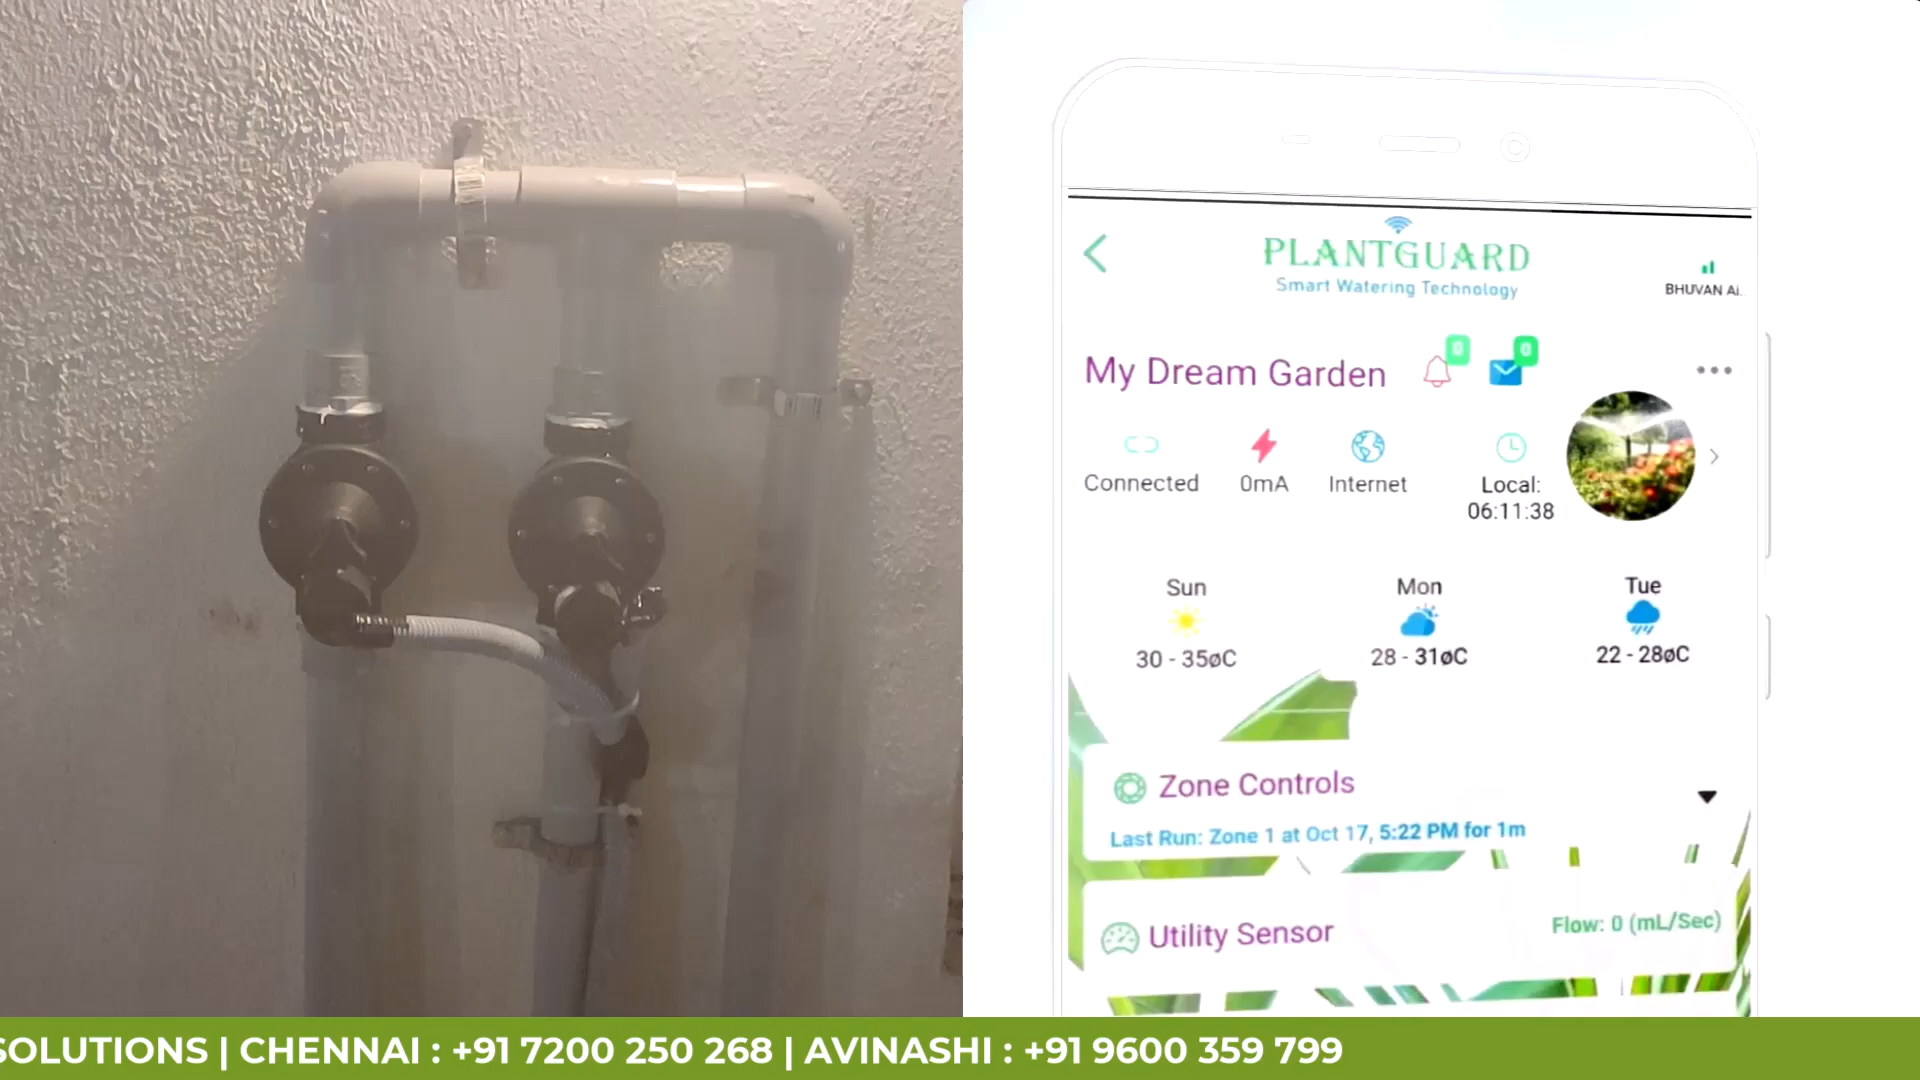 PLANTGUARD
Smart Watering Technology
BHUVAN Ai.
My Dream Garden
0
0
Connected
0mA
Internet
Local:
06:11:38
Sun
30 - 35øC
Mon
28 - 31øC
Tue
22 - 28øC
Zone Controls
Last Run: Zone 1 at Oct 17, 5:22 PM for 1m
Utility Sensor
Flow: 0 (mL/Sec)
SOLUTIONS | CHENNAI : +91 7200 250 268 | AVINASHI : +91 9600 359 799